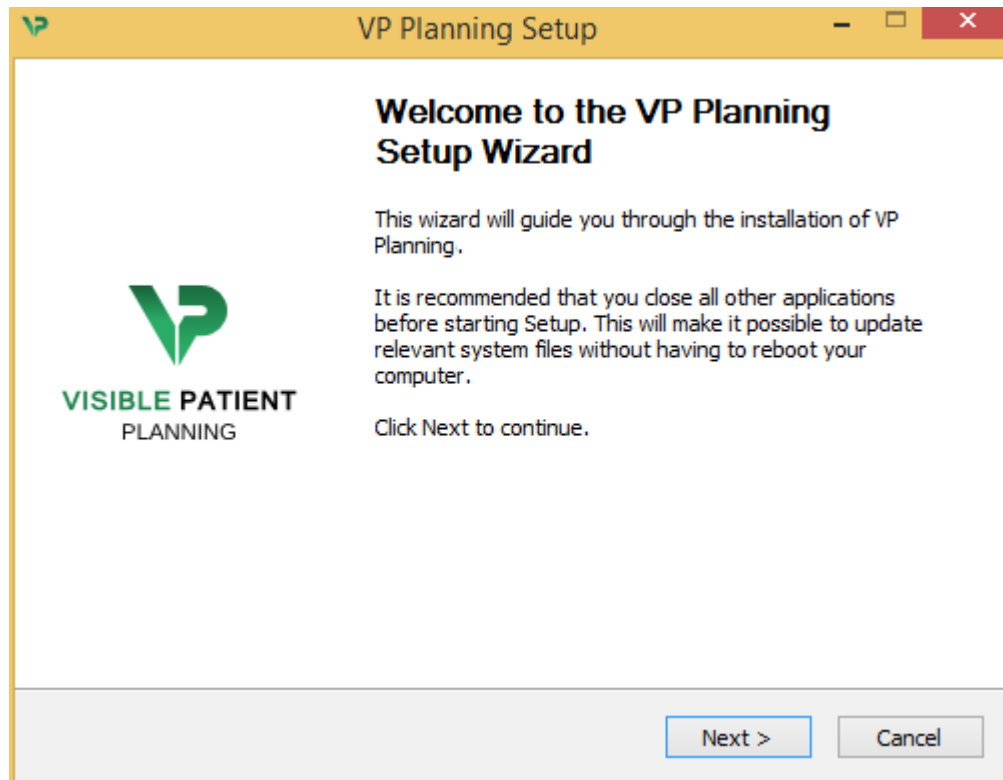 VP Planning Setup
Welcome to the VP Planning
Setup Wizard
This wizard will guide you through the installation of VP
Planning.
It is recommended that you close all other applications
before starting Setup. This will make it possible to update
relevant system files without having to reboot your
computer.
Click Next to continue.
VP
VISIBLE PATIENT
PLANNING
Next >
Cancel